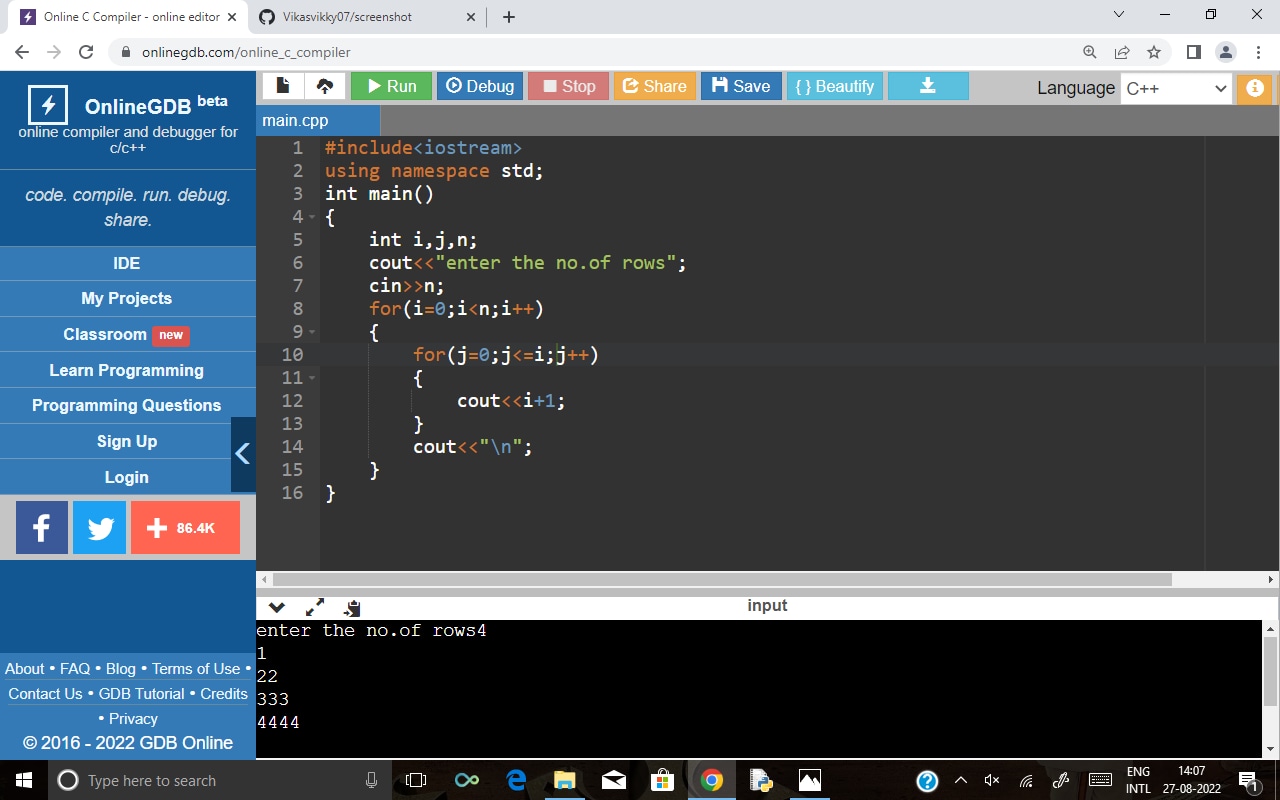 Online C Compiler - online editor
Vikasvikky07/screenshot
onlinegdb.com/online_c_compiler
OnlineGDB beta
online compiler and debugger for
c/c++
code. compile. run. debug.
share.
IDE
My Projects
Classroom new
Learn Programming
Programming Questions
Sign Up
Login
86.4K
About • FAQ • Blog • Terms of Use •
Contact Us • GDB Tutorial • Credits
• Privacy
© 2016 - 2022 GDB Online
Run Debug Stop Share Save { } Beautify Language C++
main.cpp
1 #include<iostream>
2 using namespace std;
3 int main()
4 {
5     int i,j,n;
6     cout<<"enter the no.of rows";
7     cin>>n;
8     for(i=0;i<n;i++)
9     {
10         for(j=0;j<=i;j++)
11         {
12             cout<<i+1;
13         }
14         cout<<"\n";
15     }
16 }
input
enter the no.of rows4
1
22
333
4444
Type here to search
ENG
INTL
14:07
27-08-2022
1